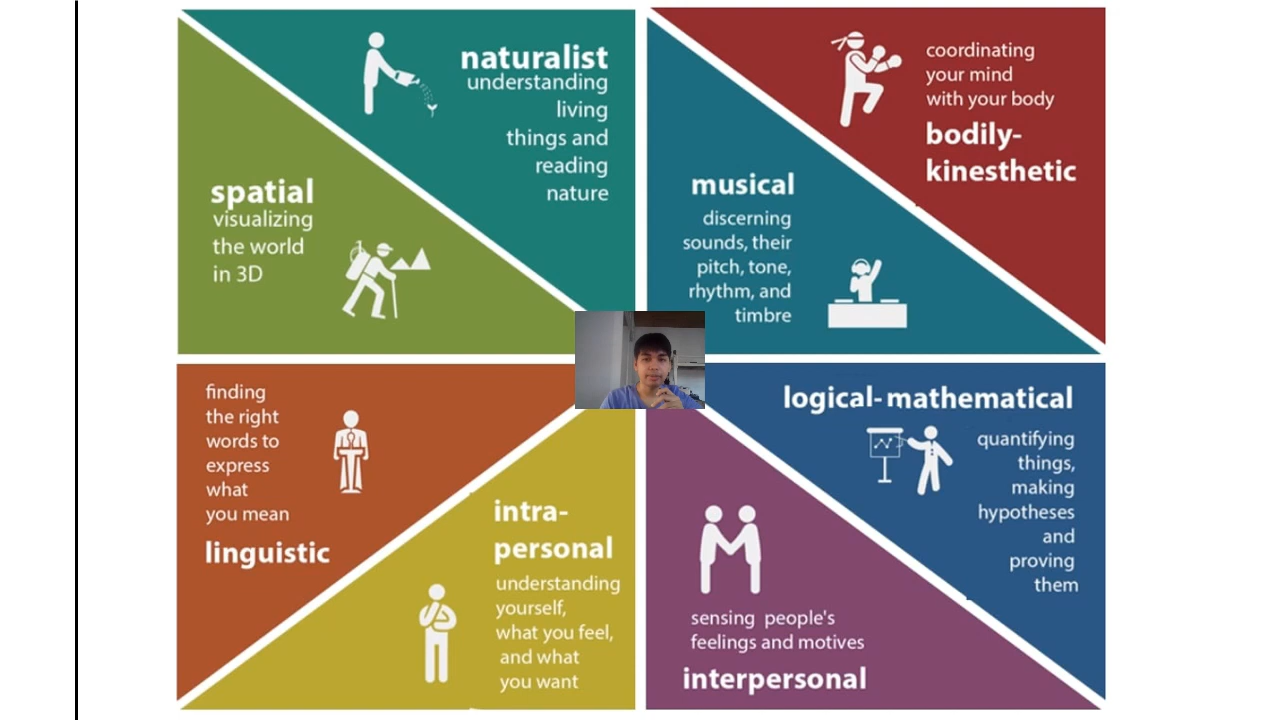 naturalist
understanding
living
things and
reading
nature
spatial
visualizing
the world
in 3D
coordinating
your mind
with your body
bodily-
kinesthetic
musical
discerning
sounds, their
pitch, tone,
rhythm, and
timbre
finding
the right
words to
express
what
you mean
linguistic
intra-
personal
understanding
yourself,
what you feel,
and what
you want
logical-mathematical
quantifying
things,
making
hypotheses
and
proving
them
sensing people's
feelings and motives
interpersonal